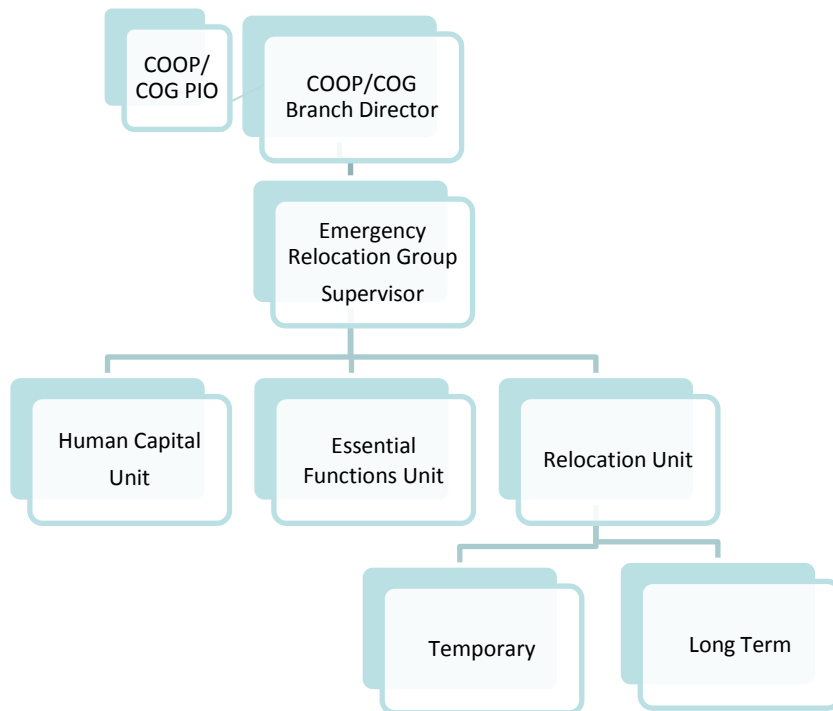 COOP/
COG PIO
COOP/COG
Branch Director
Emergency
Relocation Group
Supervisor
Human Capital
Unit
Essential
Functions Unit
Relocation Unit
Temporary
Long Term